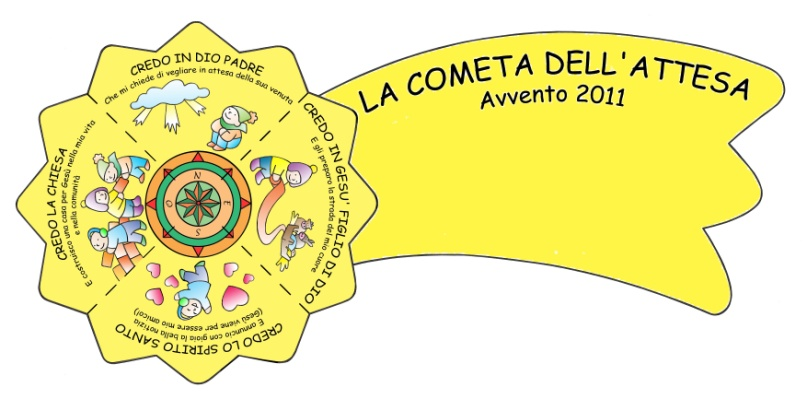 LA COMETA DELL'ATTESA
Avvento 2011
CREDO IN DIO PADRE
Che mi chiede di vegliare in attesa della sua venuta
CREDO IN GESU' FIGLIO DI DIO
E gli preparo la strada del mio cuore
CREDO LO SPIRITO SANTO
E annuncio con gioia la bella notizia
(Gesù viene per essere mio amico!)
CREDO LA CHIESA
E costruisco una casa per Gesù nella mia vita
e nella comunità
N
E
S
O